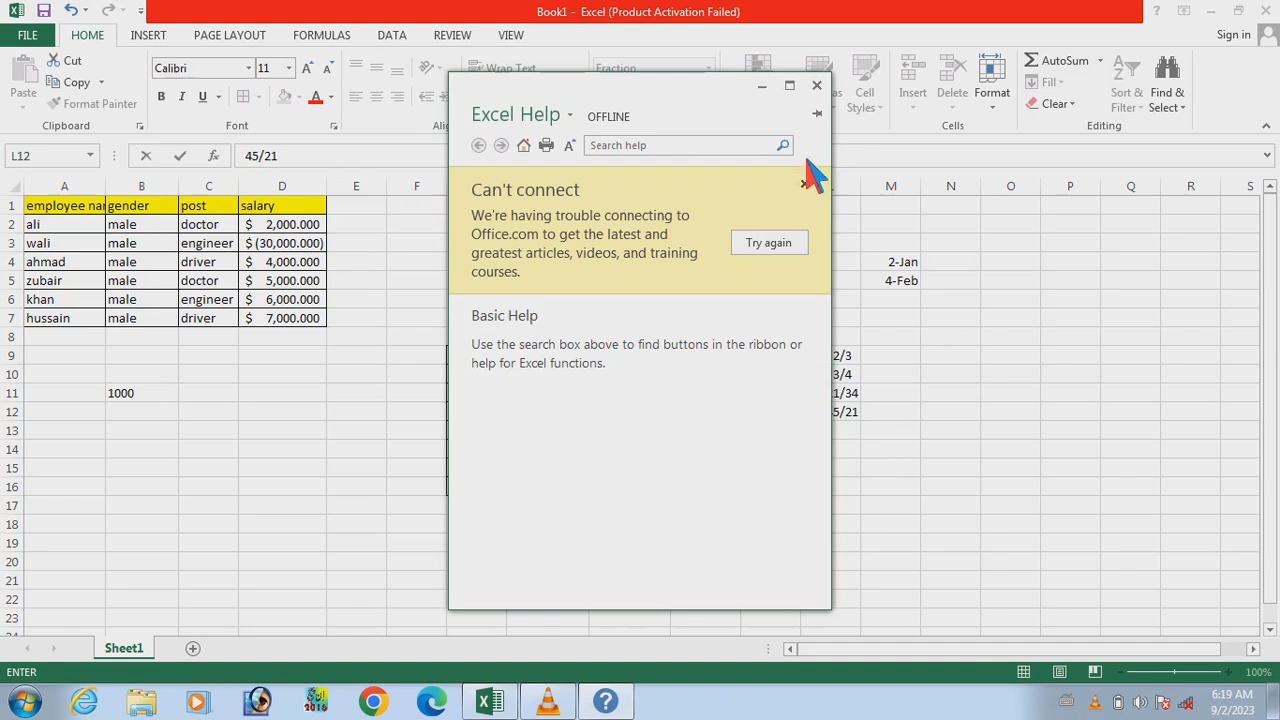 Book1 - Excel (Product Activation Failed)
FILE HOME INSERT PAGE LAYOUT FORMULAS DATA REVIEW VIEW Sign in
Cut
Copy
Format Painter
Paste
Clipboard
Calibri 11
B I U
Font
Wrap Text
Fraction
Cell Styles
Insert Delete Format
Cells
AutoSum
Fill
Clear
Sort & Filter
Find & Select
Editing
L12 45/21
Excel Help OFFLINE
Search help
Can't connect
We're having trouble connecting to
Office.com to get the latest and
greatest articles, videos, and training
courses.
Try again
Basic Help
Use the search box above to find buttons in the ribbon or
help for Excel functions.
A B C D E F M N O P Q R S
1 employee nar gender post salary
2 ali male doctor $ 2,000.000
3 wali male engineer $ (30,000.000)
4 ahmad male driver $ 4,000.000 2-Jan
5 zubair male doctor $ 5,000.000 4-Feb
6 khan male engineer $ 6,000.000
7 hussain male driver $ 7,000.000
8
9 2/3
10 3/4
11 1000 1/34
12 5/21
13
14
15
16
17
18
19
20
21
22
23
Sheet1
ENTER 100%
6:19 AM
9/2/2023